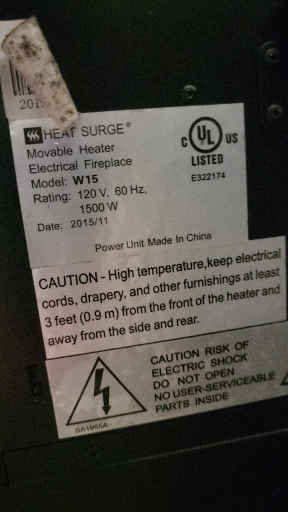 201
HEAT SURGE®
Movable Heater
Electrical Fireplace
Model: W15
Rating: 120 V, 60 Hz,
1500 W
Date: 2015/11
Power Unit Made In China
C UL US
LISTED
E322174
CAUTION - High temperature,keep electrical
cords, drapery, and other furnishings at least
3 feet (0.9 m) from the front of the heater and
away from the side and rear.
CAUTION RISK OF
ELECTRIC SHOCK
DO NOT OPEN
NO USER-SERVICEABLE
PARTS INSIDE